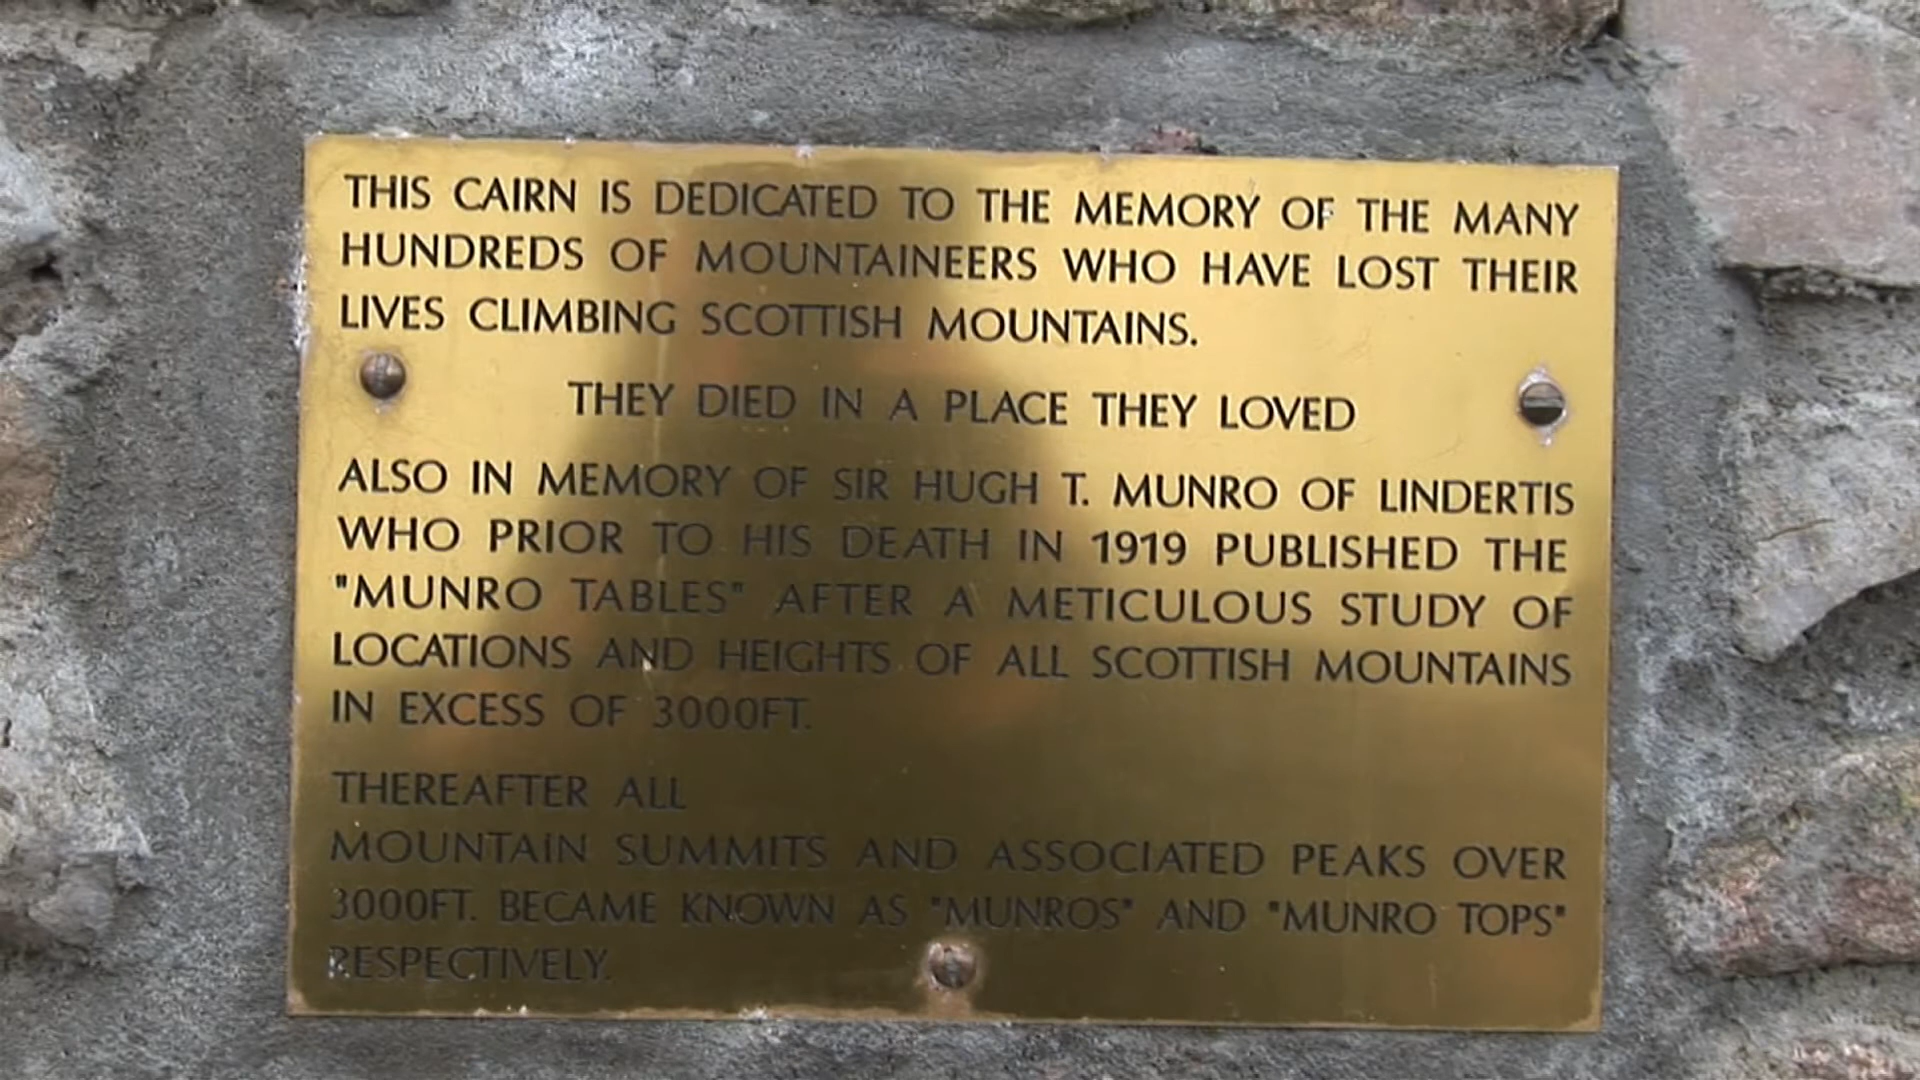 THIS CAIRN IS DEDICATED TO THE MEMORY OF THE MANY
HUNDREDS OF MOUNTAINEERS WHO HAVE LOST THEIR
LIVES CLIMBING SCOTTISH MOUNTAINS.
THEY DIED IN A PLACE THEY LOVED
ALSO IN MEMORY OF SIR HUGH T. MUNRO OF LINDERTIS
WHO PRIOR TO HIS DEATH IN 1919 PUBLISHED THE
"MUNRO TABLES" AFTER A METICULOUS STUDY OF
LOCATIONS AND HEIGHTS OF ALL SCOTTISH MOUNTAINS
IN EXCESS OF 3000FT.
THEREAFTER ALL
MOUNTAIN SUMMITS AND ASSOCIATED PEAKS OVER
3000FT. BECAME KNOWN AS "MUNROS" AND "MUNRO TOPS"
RESPECTIVELY.